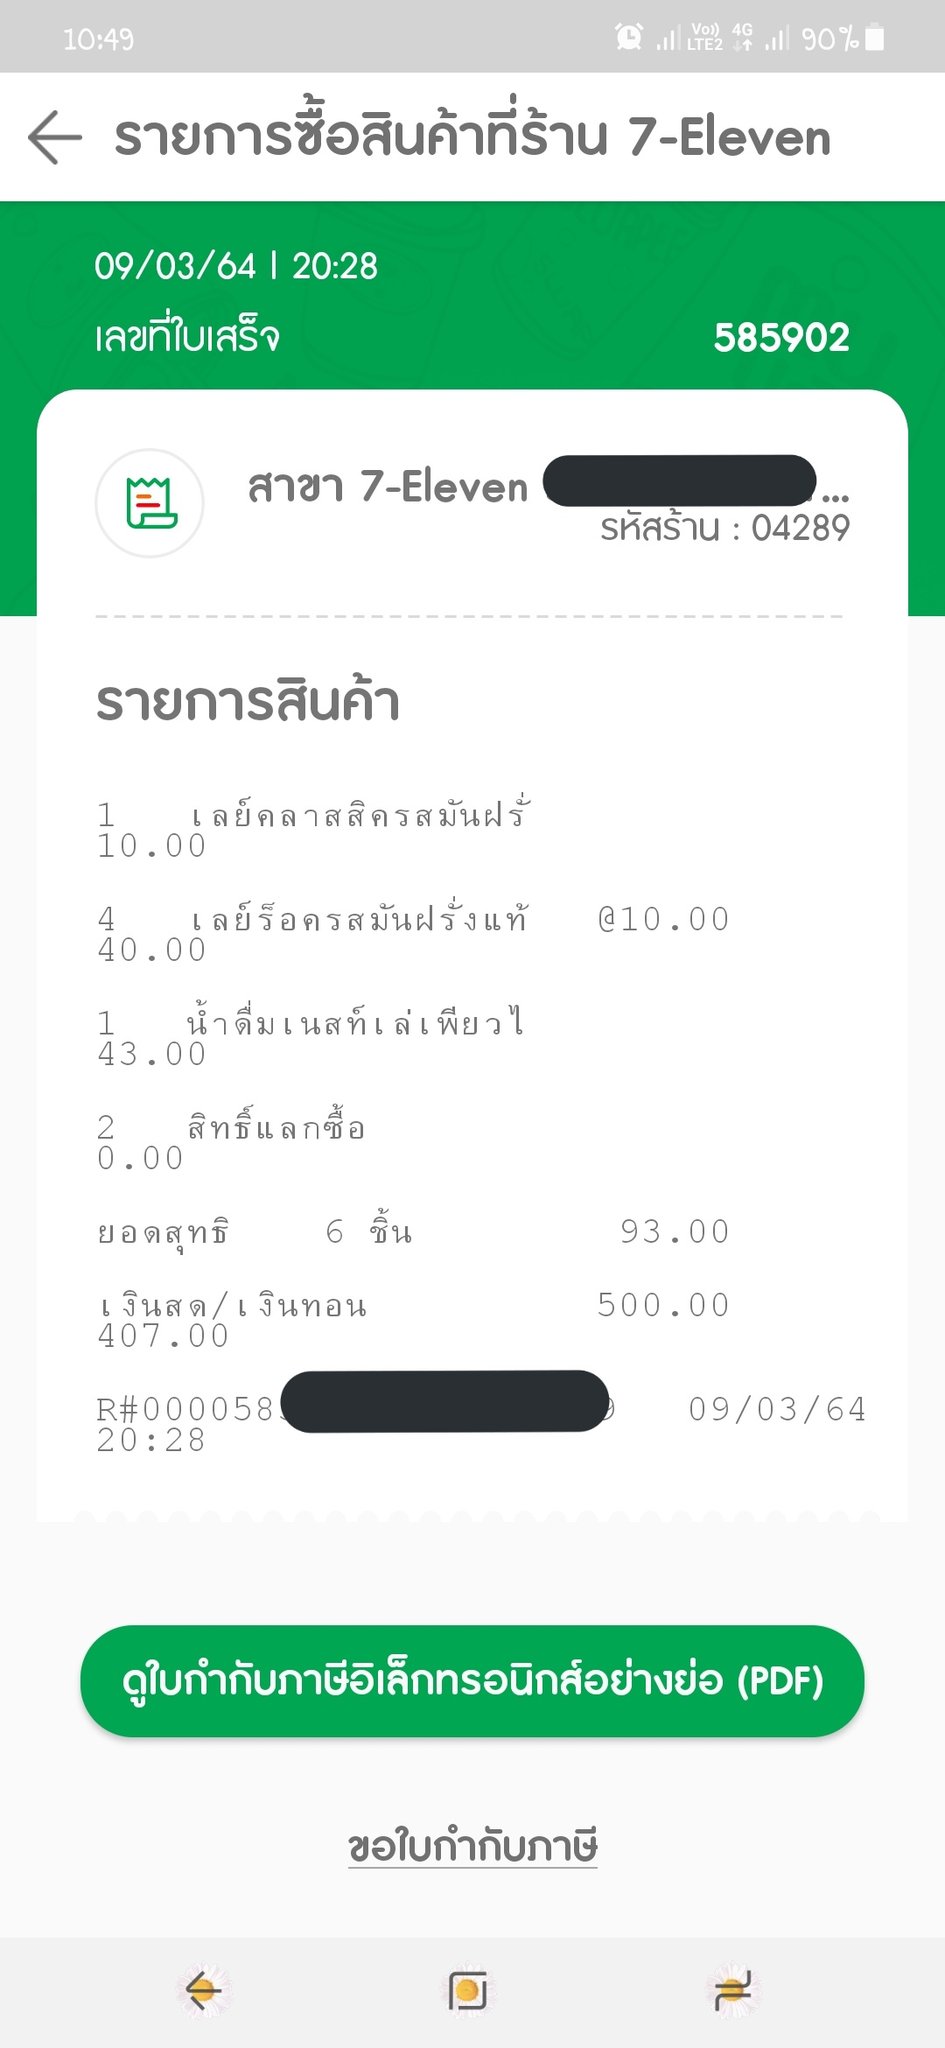 10:49
Vo)) LTE2 4G 90%
รายการซื้อสินค้าที่ร้าน 7-Eleven
09/03/64 | 20:28
เลขที่ใบเสร็จ 585902
สาขา 7-Eleven ...
รหัสร้าน : 04289
รายการสินค้า
1 เลย์คลาสสิครสมันฝรั่
10.00
4 เลย์ร็อครสมันฝรั่งแท้ @10.00
40.00
1 น้ำดื่มเนสท์เล่เพียวไ
43.00
2 สิทธิ์แลกซื้อ
0.00
ยอดสุทธิ 6 ชิ้น 93.00
เงินสด/เงินทอน 500.00
407.00
R#000058 9 09/03/64
20:28
ดูใบกำกับภาษีอิเล็กทรอนิกส์อย่างย่อ (PDF)
ขอใบกำกับภาษี